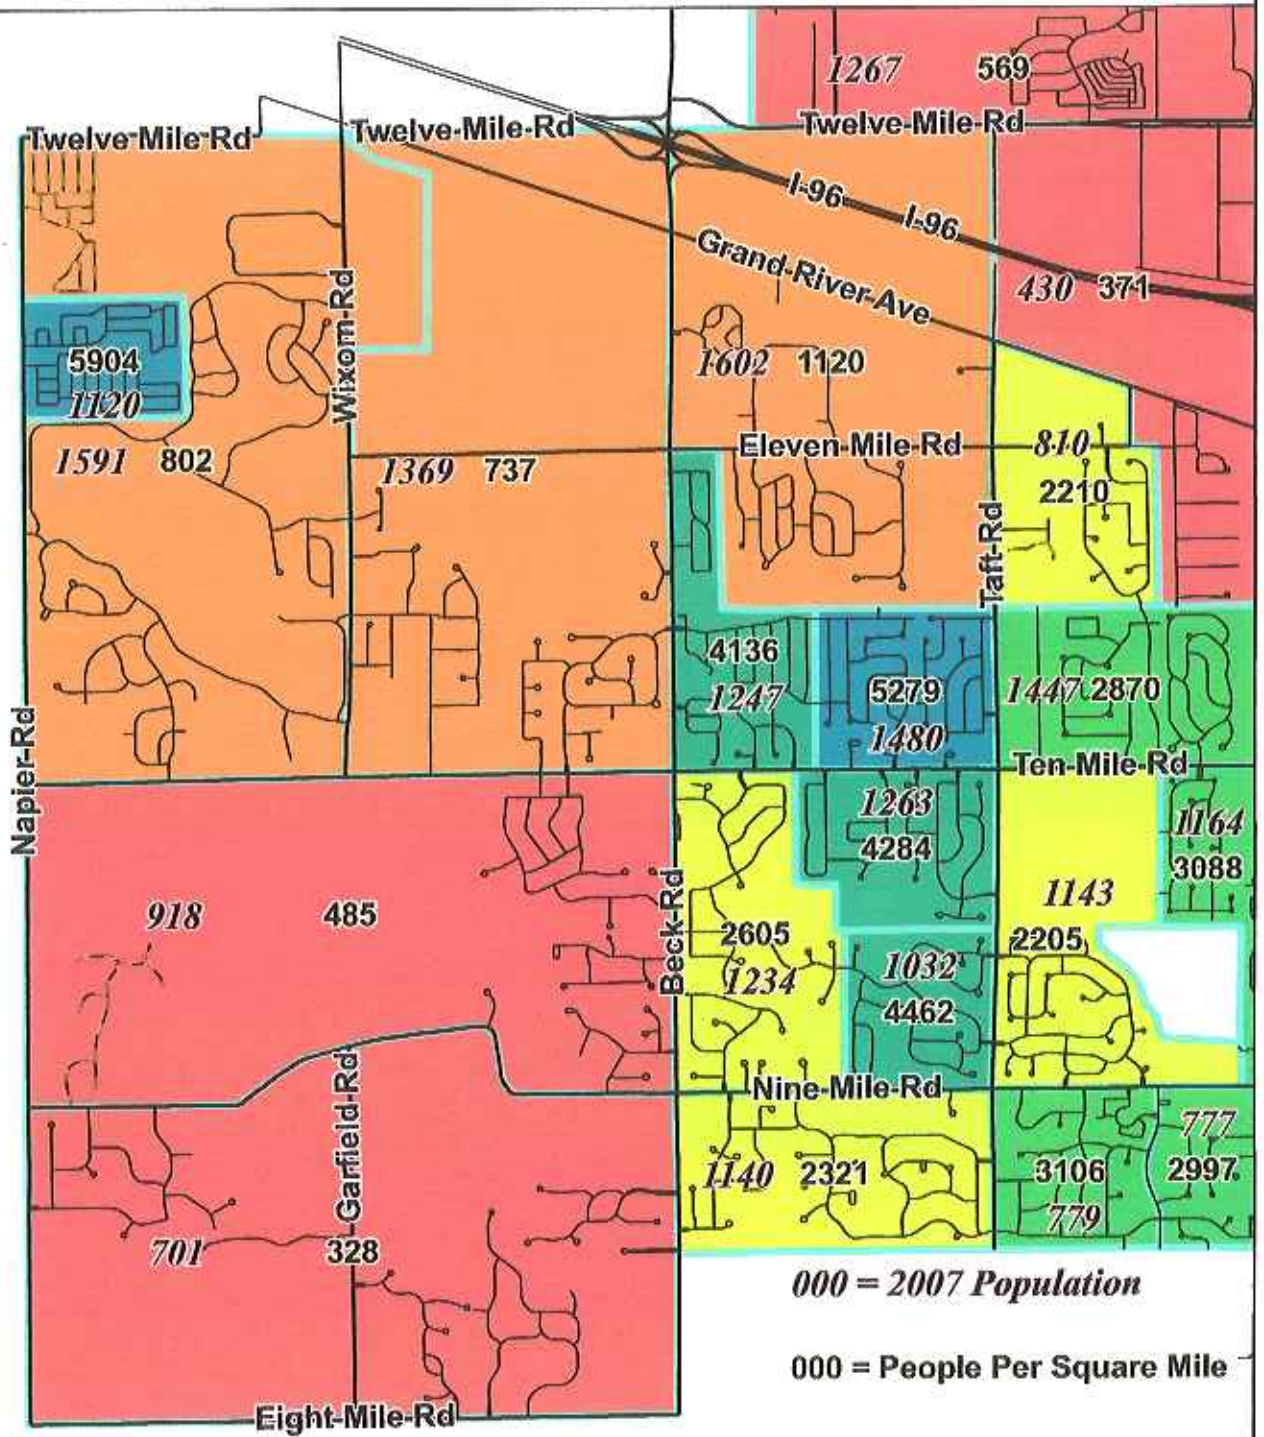 1267 569
Twelve Mile Rd Twelve Mile Rd Twelve Mile Rd
I-96 I-96
Grand River Ave
430 371
Wixom Rd
5904
1120
1602 1120
Eleven Mile Rd
810
2210
1591 802
1369 737
Taft Rd
4136
1247
5279
1480
1447 2870
Ten Mile Rd
Napier Rd
1263
4284
1164
3088
918 485
Beck Rd
2605
1234
1143
2205
1032
4462
Nine Mile Rd
Garfield Rd
701 328
1140 2321
3106
779
777
2997
000 = 2007 Population
000 = People Per Square Mile
Eight Mile Rd